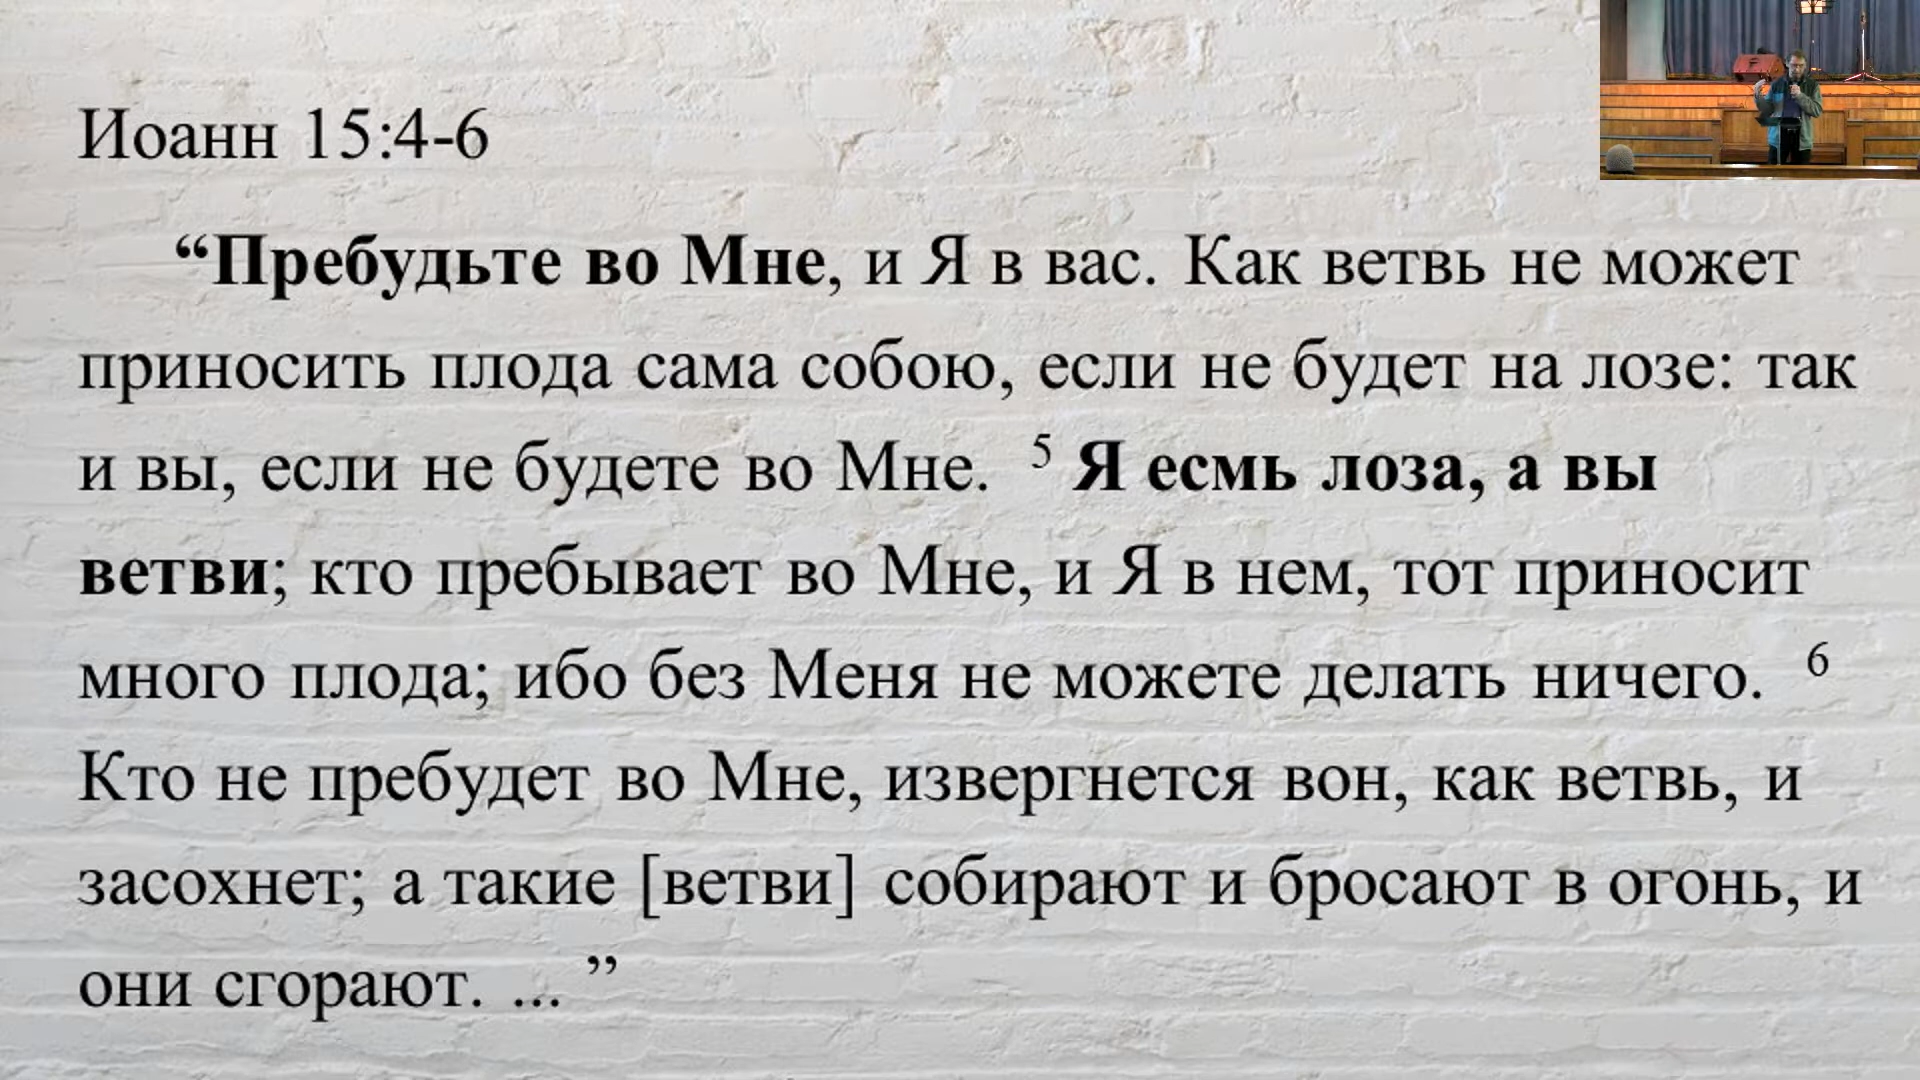 Иоанн 15:4-6
“Пребудьте во Мне, и Я в вас. Как ветвь не может
приносить плода сама собою, если не будет на лозе: так
и вы, если не будете во Мне. ⁵ Я есмь лоза, а вы
ветви; кто пребывает во Мне, и Я в нем, тот приносит
много плода; ибо без Меня не можете делать ничего. ⁶
Кто не пребудет во Мне, извергнется вон, как ветвь, и
засохнет; а такие [ветви] собирают и бросают в огонь, и
они сгорают. ... ”